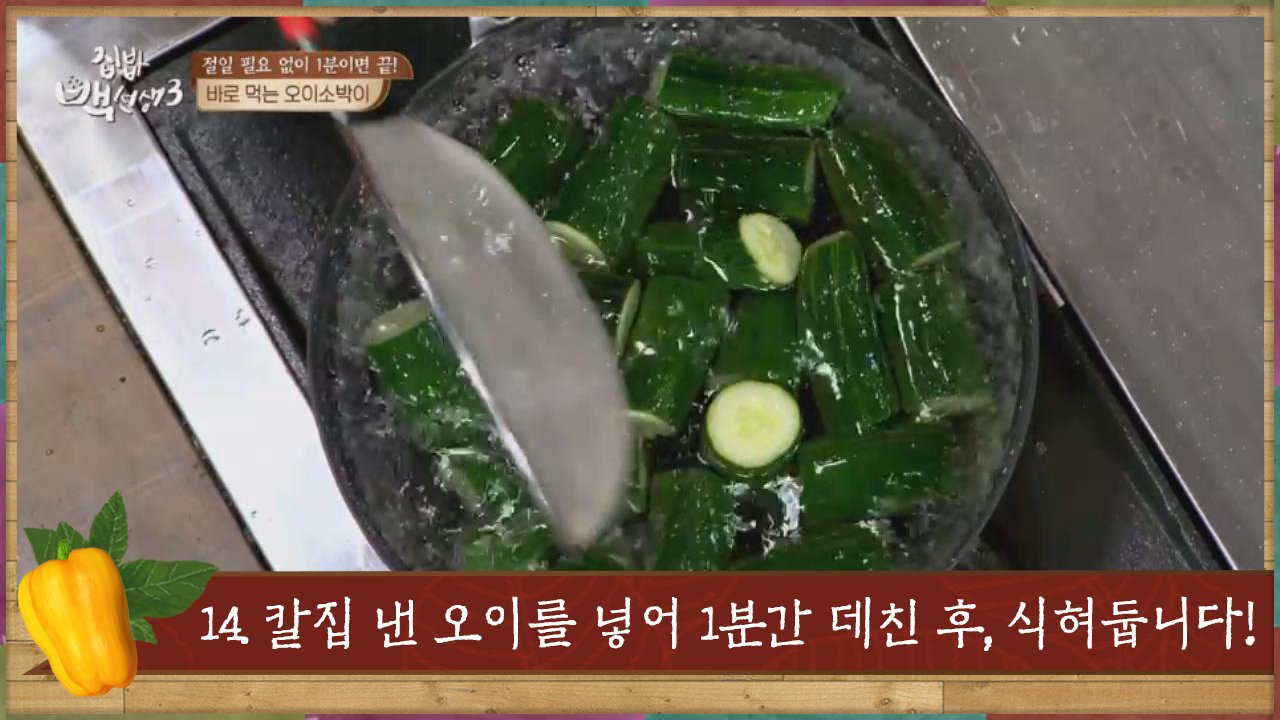 집밥
백선생3
절일 필요 없이 1분이면 끝!
바로 먹는 오이소박이
14. 칼집 낸 오이를 넣어 1분간 데친 후, 식혀둡니다!